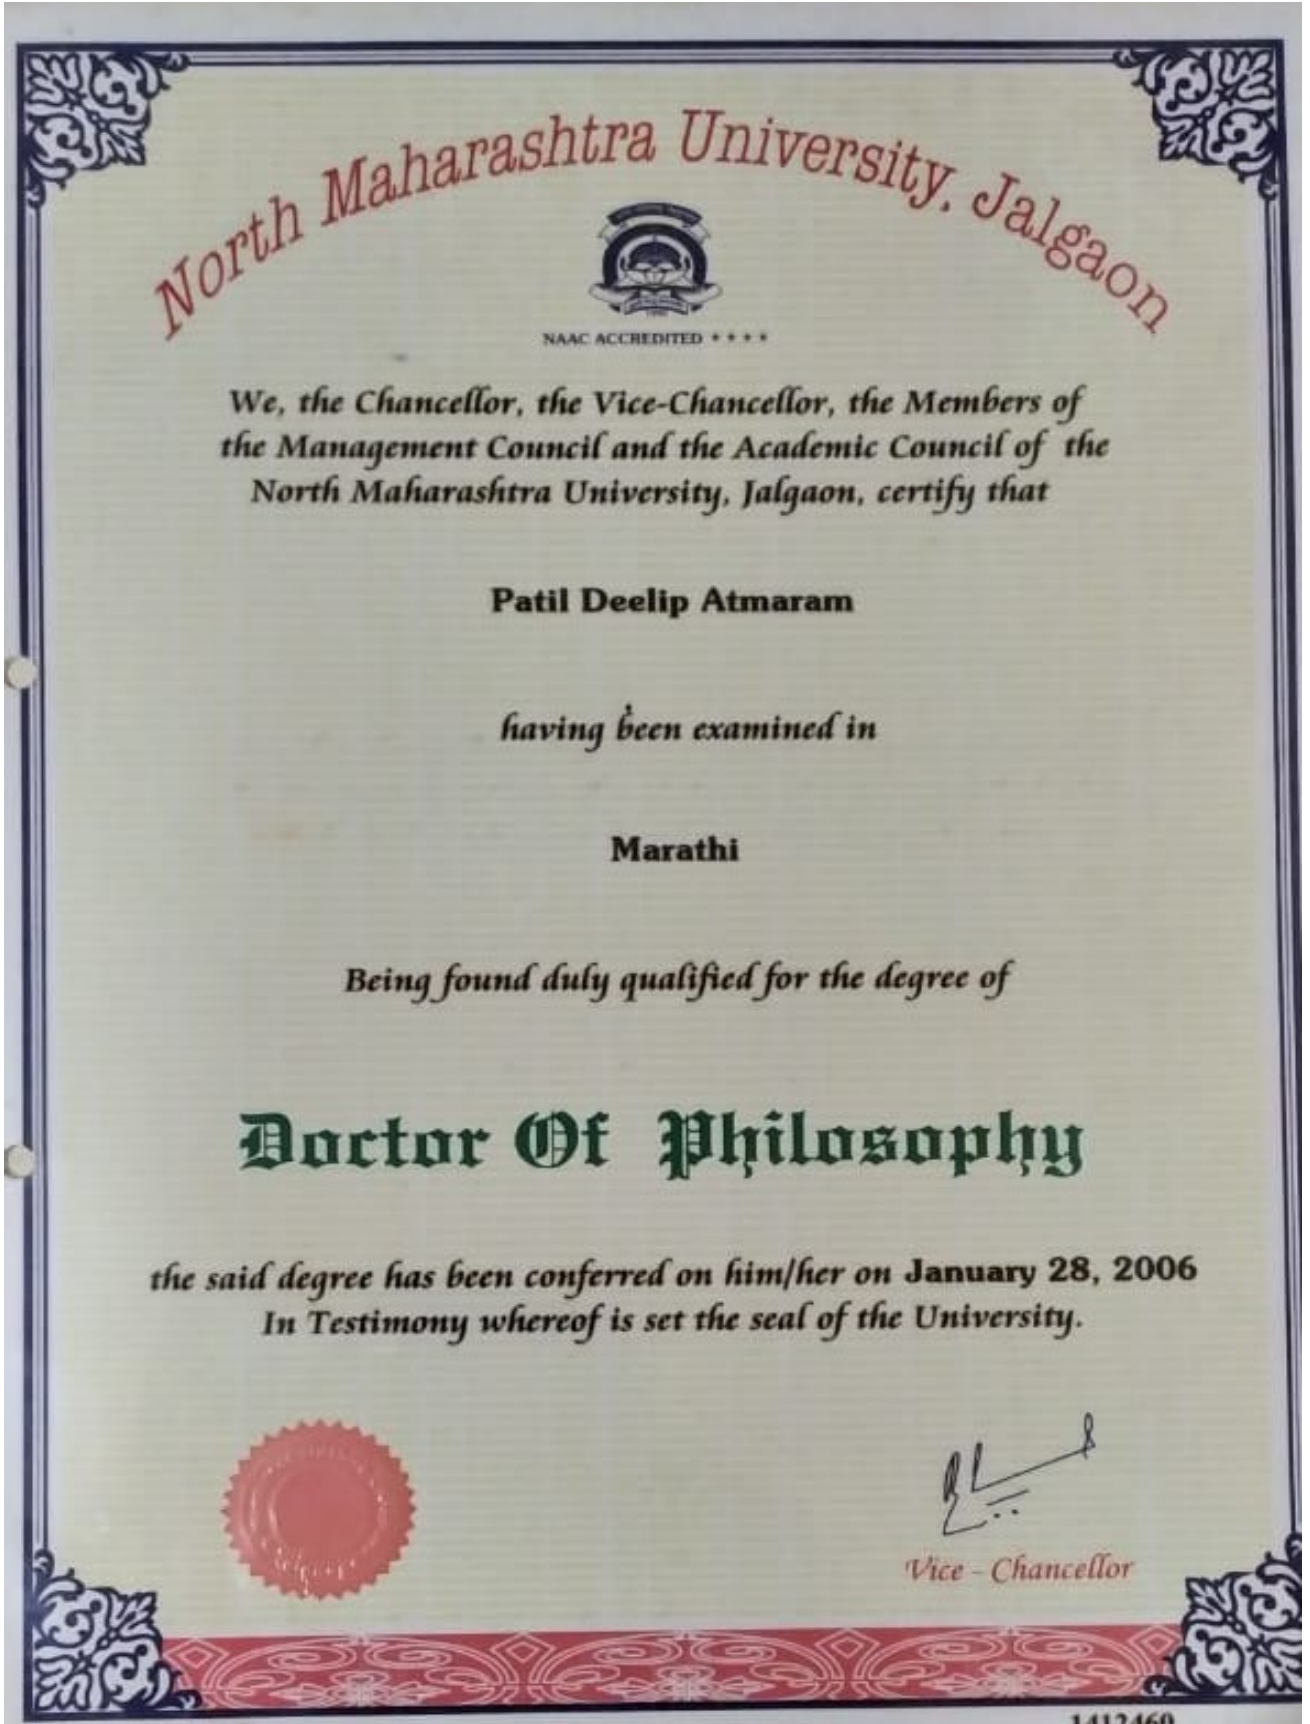 North Maharashtra University, Jalgaon
NAAC ACCREDITED ★ ★ ★ ★
We, the Chancellor, the Vice-Chancellor, the Members of
the Management Council and the Academic Council of the
North Maharashtra University, Jalgaon, certify that
Patil Deelip Atmaram
having been examined in
Marathi
Being found duly qualified for the degree of
Doctor Of Philosophy
the said degree has been conferred on him/her on January 28, 2006
In Testimony whereof is set the seal of the University.
Vice - Chancellor